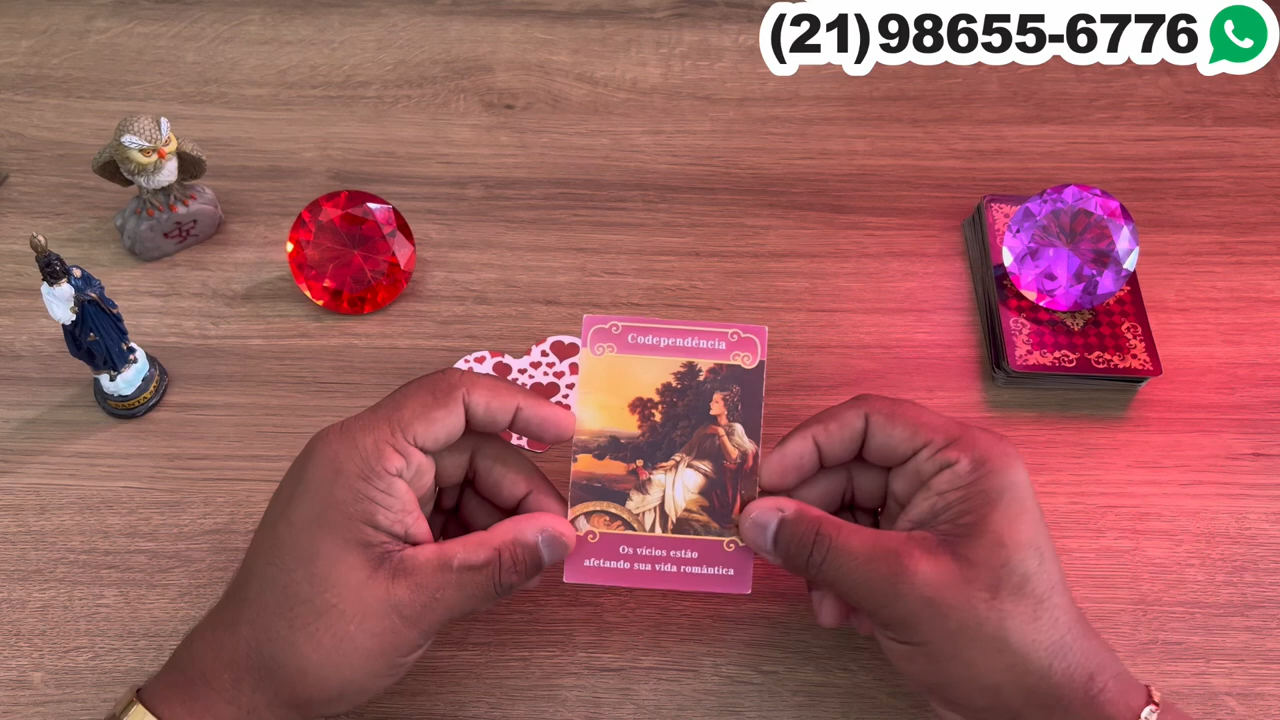 (21)98655-6776
Codependência
Os vícios estão
afetando sua vida romântica